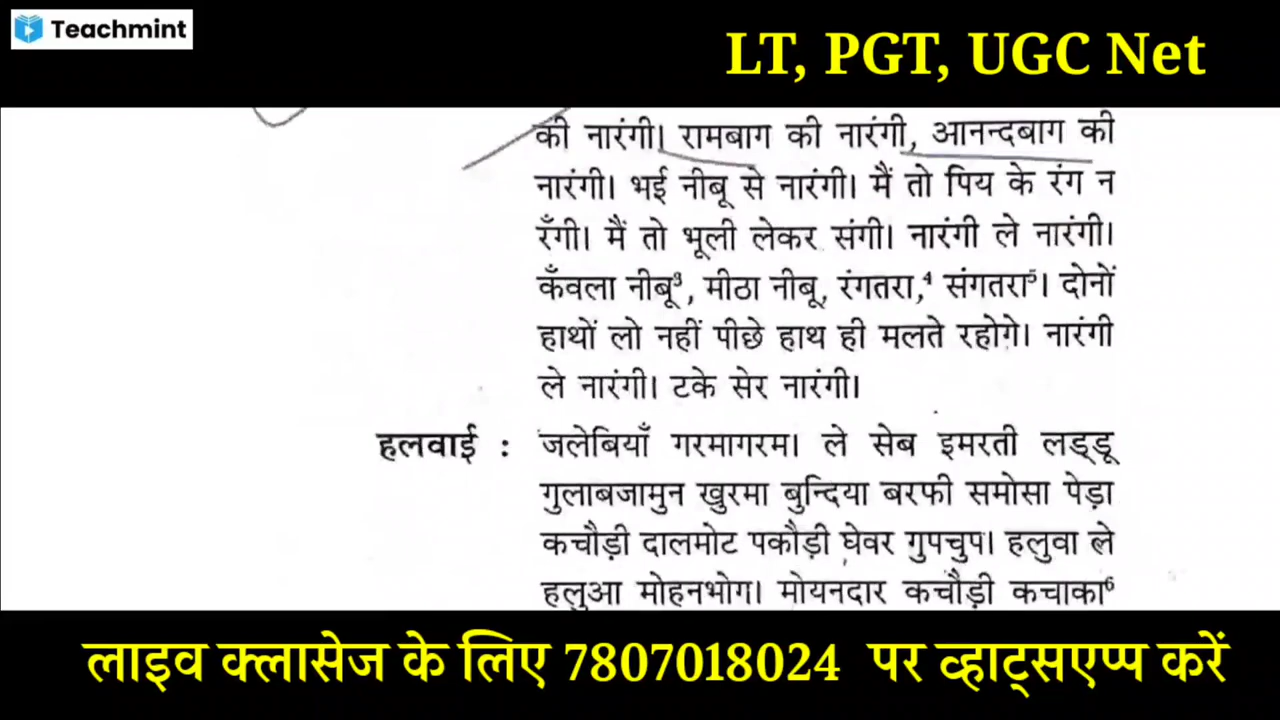 Teachmint
LT, PGT, UGC Net
की नारंगी। रामबाग की नारंगी, आनन्दबाग की
नारंगी। भई नीबू से नारंगी। मैं तो पिय के रंग न
रँगी। मैं तो भूली लेकर संगी। नारंगी ले नारंगी।
कँवला नीबू³, मीठा नीबू, रंगतरा,⁴ संगतरा⁵। दोनों
हाथों लो नहीं पीछे हाथ ही मलते रहोगे। नारंगी
ले नारंगी। टके सेर नारंगी।
हलवाई : जलेबियाँ गरमागरम। ले सेब इमरती लड्डू
गुलाबजामुन खुरमा बुन्दिया बरफी समोसा पेड़ा
कचौड़ी दालमोट पकौड़ी घेवर गुपचुप। हलुवा ले
हलुआ मोहनभोग। मोयनदार कचौड़ी कचाका⁶
लाइव क्लासेज के लिए 7807018024 पर व्हाट्सएप्प करें